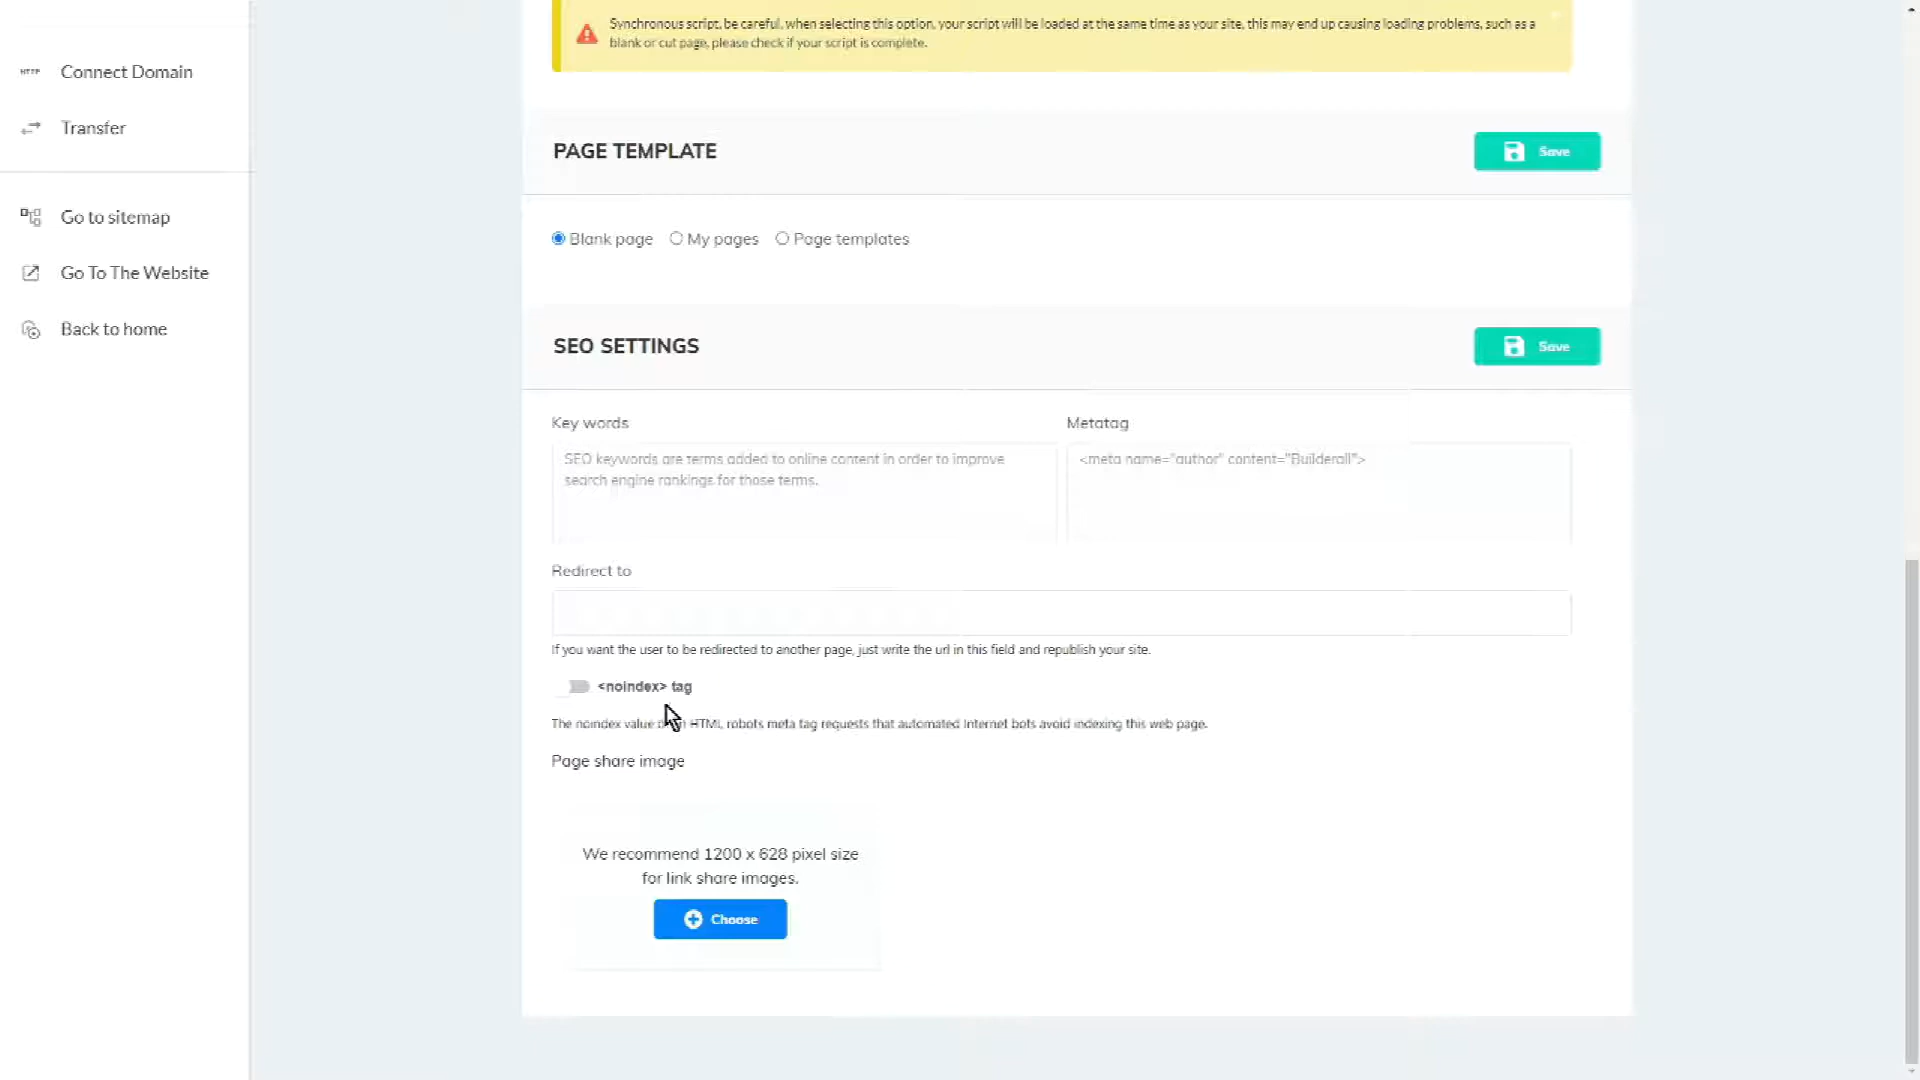 Synchronous script, be careful, when selecting this option, your script will be loaded at the same time as your site, this may end up causing loading problems, such as a
blank or cut page, please check if your script is complete.
HTTP Connect Domain
Transfer
PAGE TEMPLATE
Save
Go to sitemap
Blank page My pages Page templates
Go To The Website
Back to home
SEO SETTINGS
Save
Key words
Metatag
SEO keywords are terms added to online content in order to improve
search engine rankings for those terms.
<meta name="author" content="Builderall">
Redirect to
If you want the user to be redirected to another page, just write the url in this field and republish your site.
<noindex> tag
The noindex value HTML robots meta tag requests that automated Internet bots avoid indexing this web page.
Page share image
We recommend 1200 x 628 pixel size
for link share images.
Choose